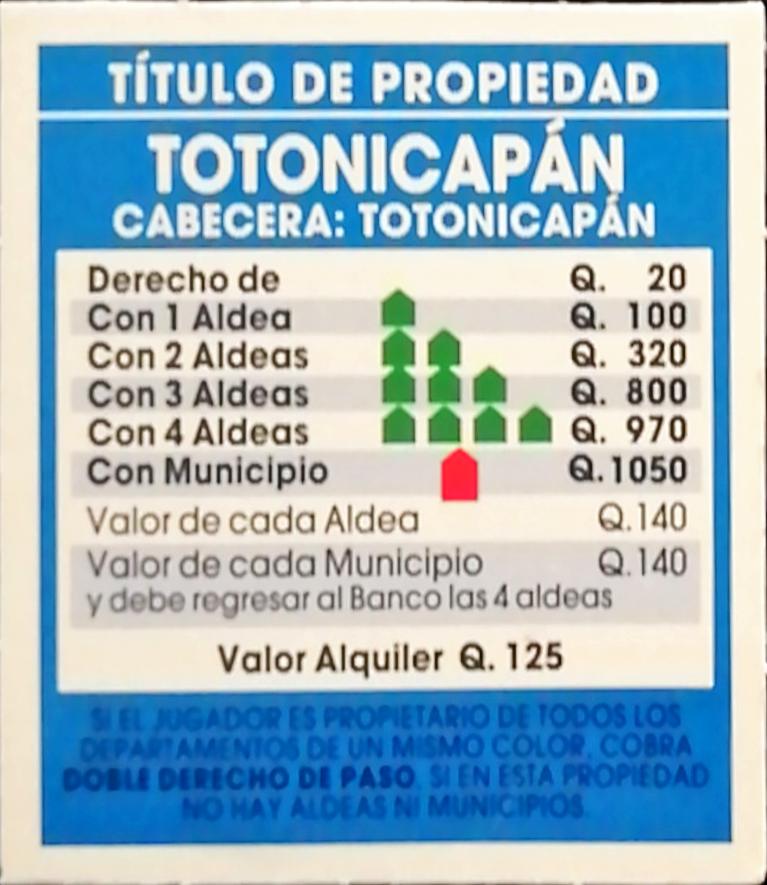 TÍTULO DE PROPIEDAD
TOTONICAPÁN
CABECERA: TOTONICAPÁN
Derecho de Q. 20
Con 1 Aldea Q. 100
Con 2 Aldeas Q. 320
Con 3 Aldeas Q. 800
Con 4 Aldeas Q. 970
Con Municipio Q.1050
Valor de cada Aldea Q.140
Valor de cada Municipio Q.140
y debe regresar al Banco las 4 aldeas
Valor Alquiler Q. 125
SI EL JUGADOR ES PROPIETARIO DE TODOS LOS
DEPARTAMENTOS DE UN MISMO COLOR, COBRA
DOBLE DERECHO DE PASO. SI EN ESTA PROPIEDAD
NO HAY ALDEAS NI MUNICIPIOS.